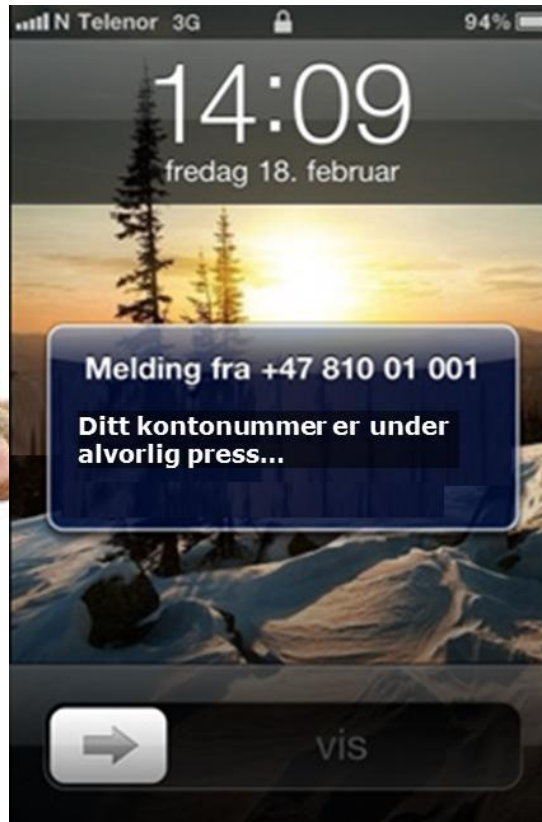 N Telenor 3G 94%
14:09
fredag 18. februar
Melding fra +47 810 01 001
Ditt kontonummer er under
alvorlig press...
vis